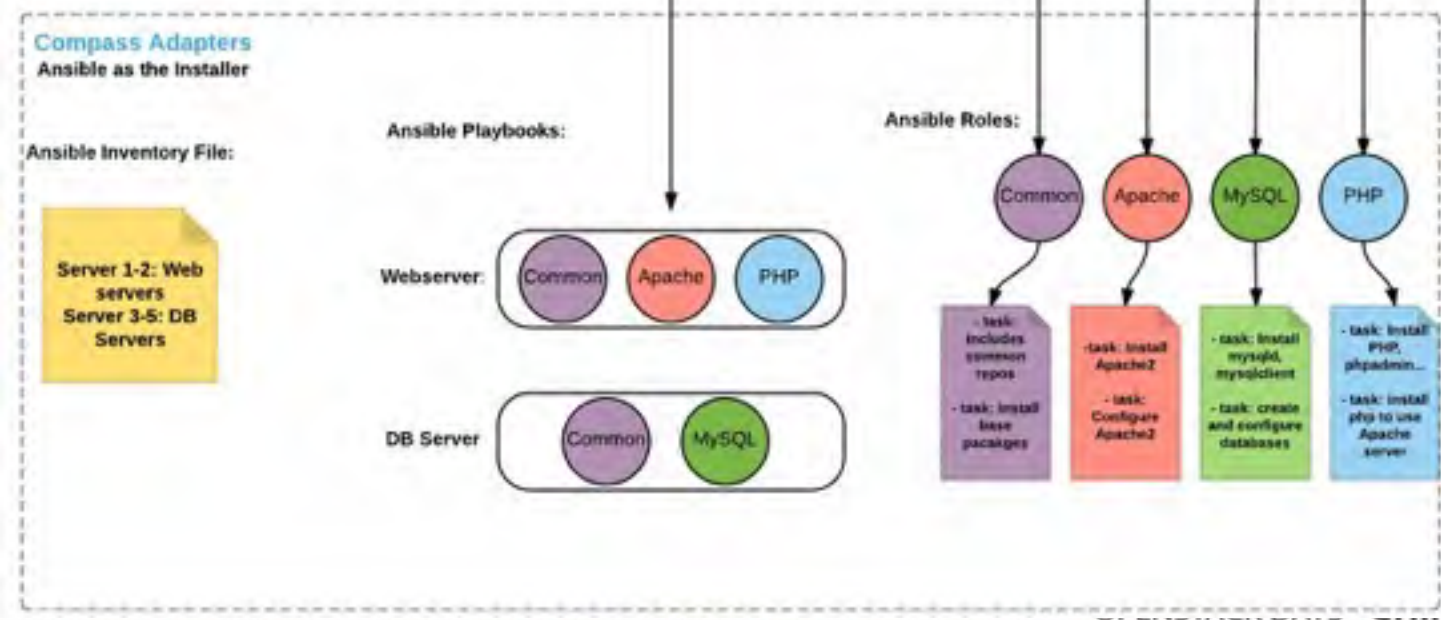 Compass Adapters
Ansible as the Installer
Ansible Inventory File:
Server 1-2: Web
servers
Server 3-5: DB
Servers
Ansible Playbooks:
Webserver:
Common
Apache
PHP
DB Server
Common
MySQL
Ansible Roles:
Common
Apache
MySQL
PHP
- task:
includes
common
repos
- task: install
base
pacakges
-task: Install
Apache2
- task:
Configure
Apache2
- task: Install
mysqld,
mysqlclient
- task: create
and configure
databases
- task: Install
PHP,
phpadmin...
- task: install
php to use
Apache
server